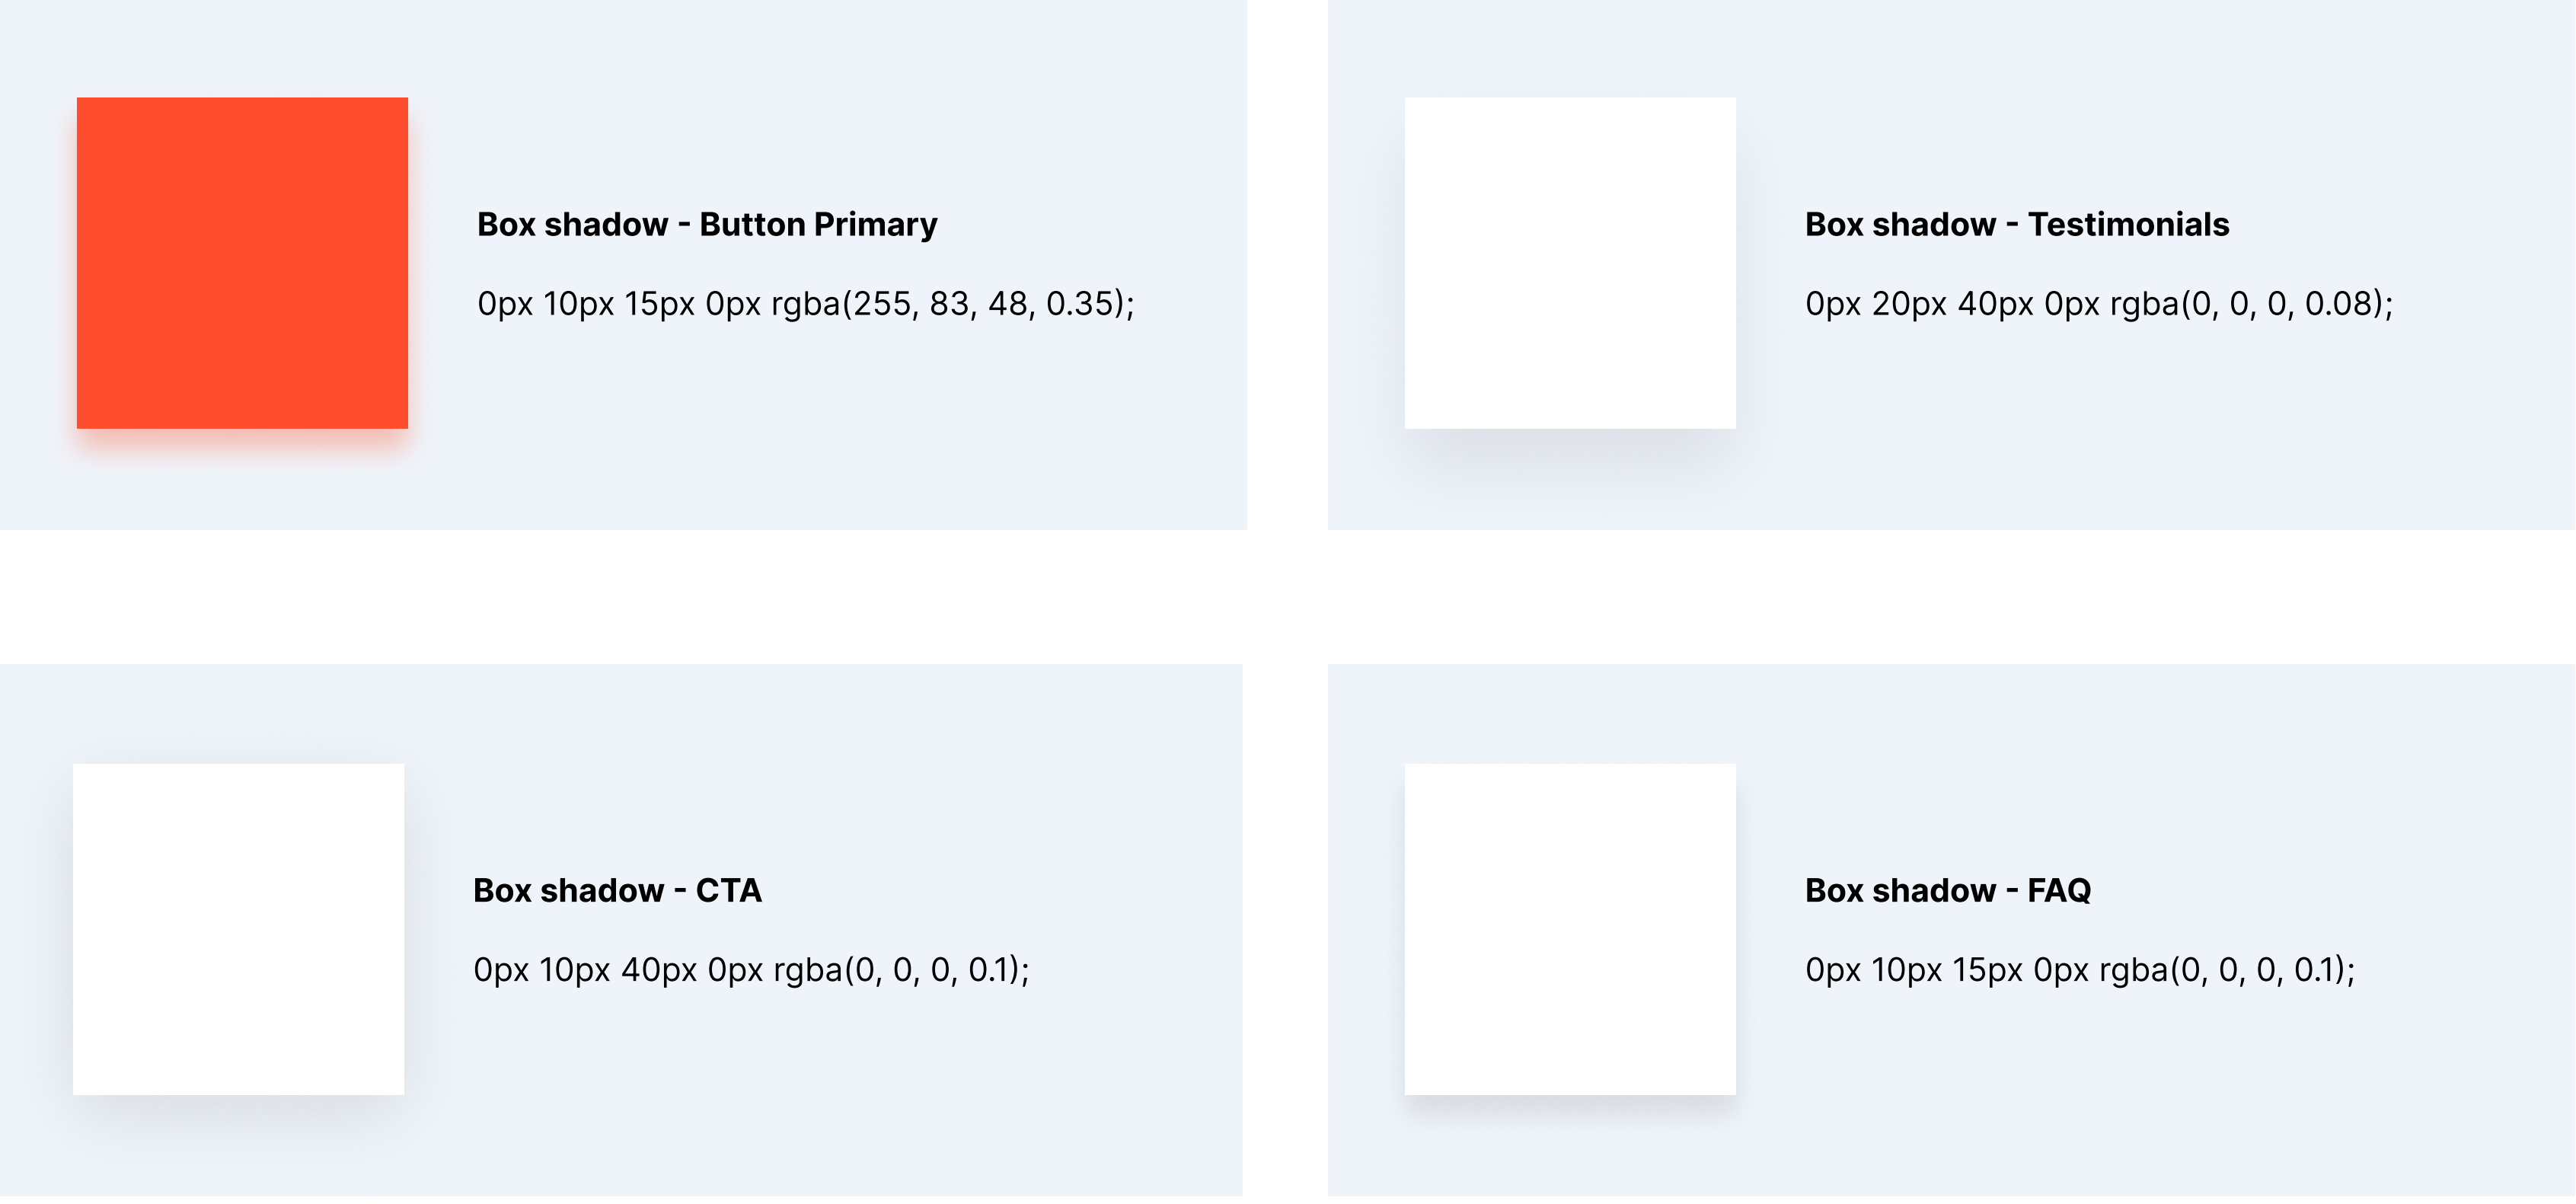 Box shadow - Button Primary
0px 10px 15px 0px rgba(255, 83, 48, 0.35);
Box shadow - Testimonials
0px 20px 40px 0px rgba(0, 0, 0, 0.08);
Box shadow - CTA
0px 10px 40px 0px rgba(0, 0, 0, 0.1);
Box shadow - FAQ
0px 10px 15px 0px rgba(0, 0, 0, 0.1);